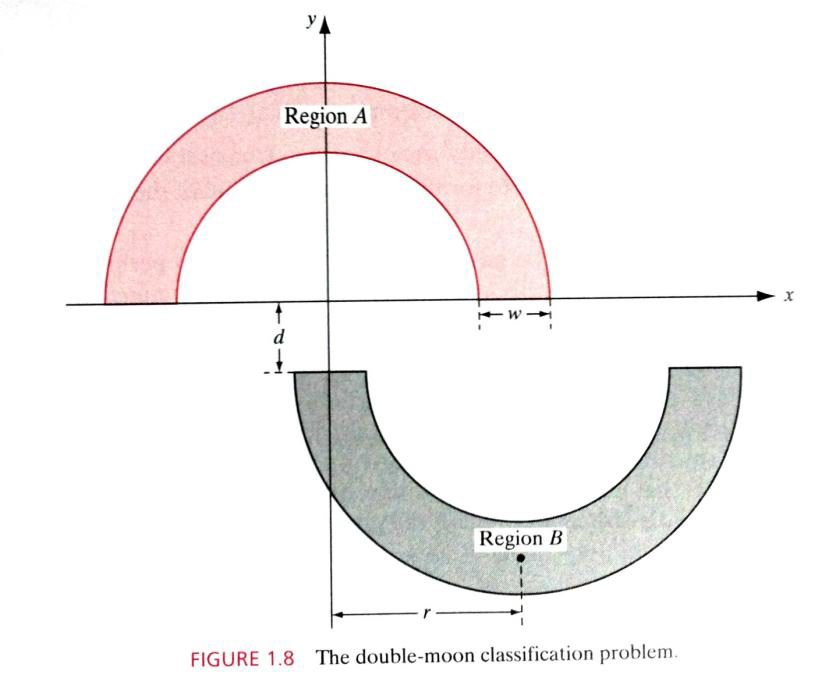 y
Region A
x
w
d
Region B
r
FIGURE 1.8 The double-moon classification problem.